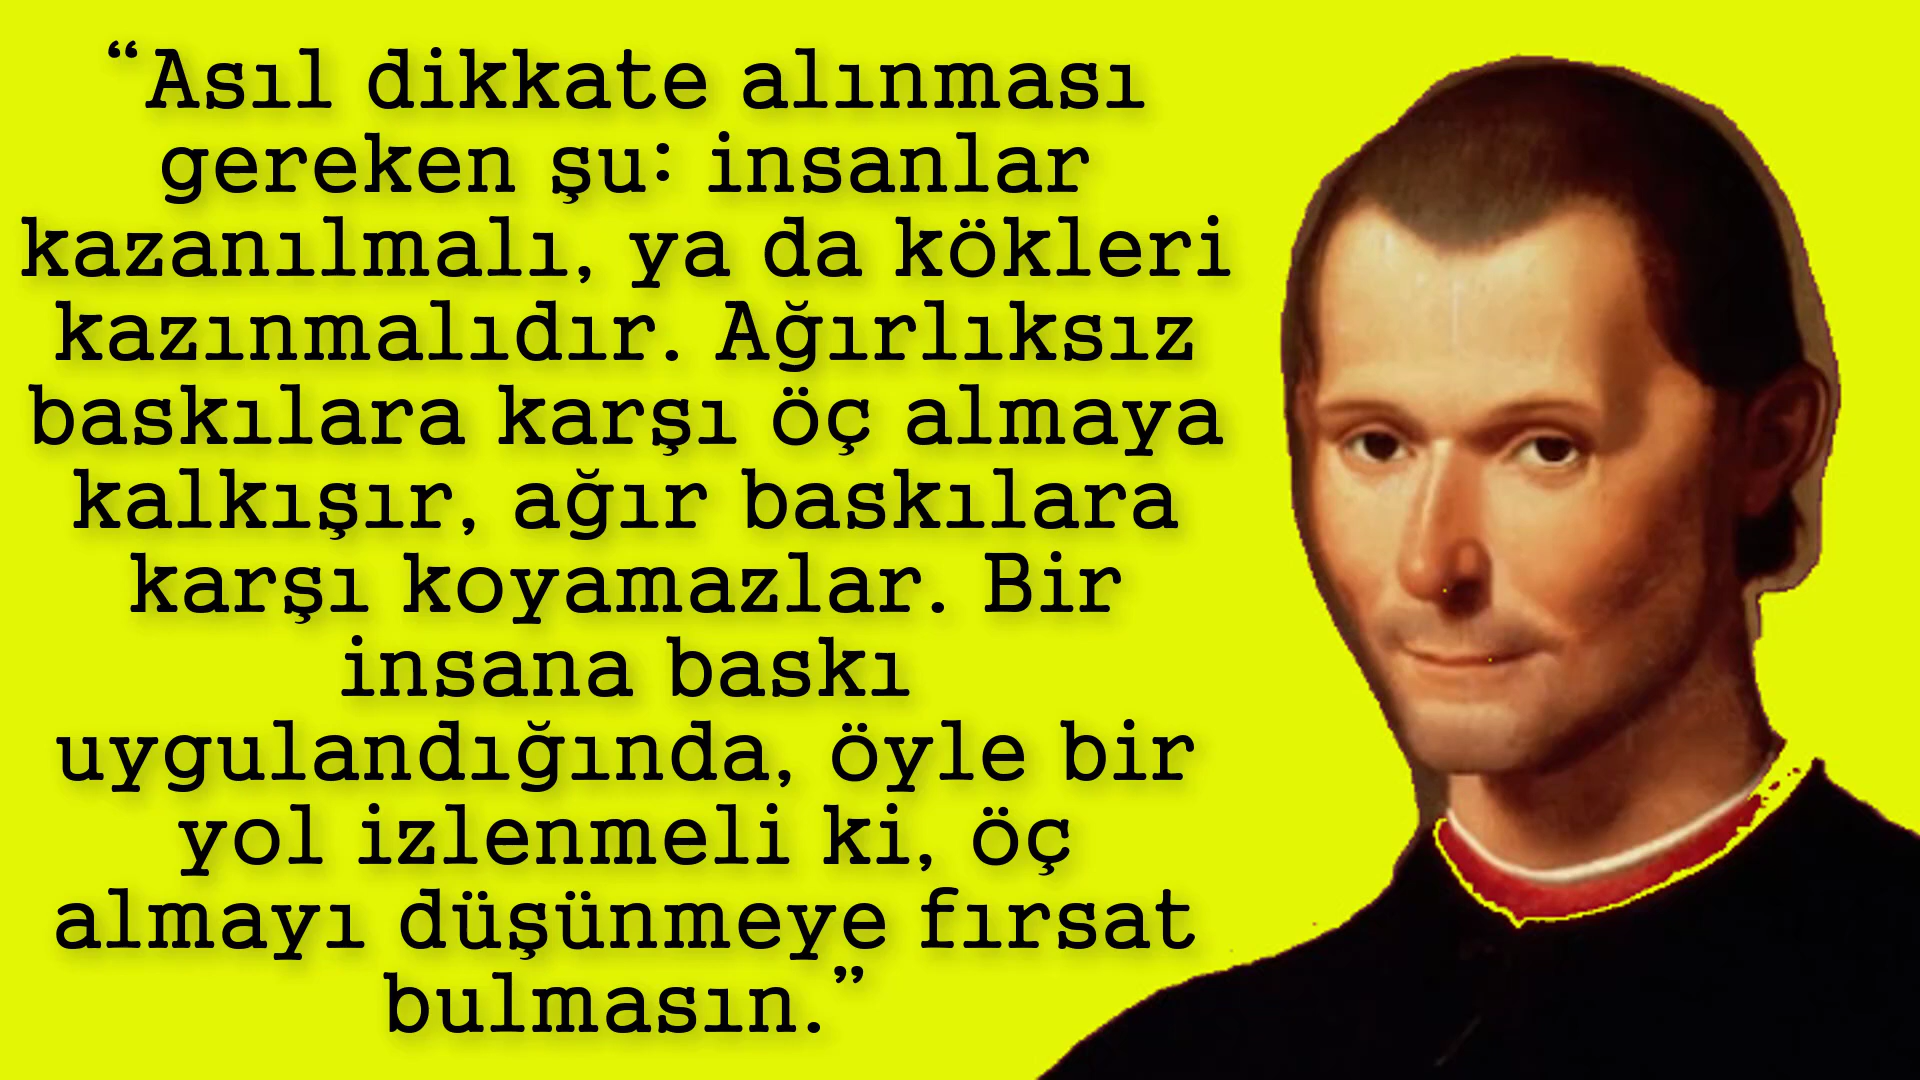 “Asıl dikkate alınması
gereken şu: insanlar
kazanılmalı, ya da kökleri
kazınmalıdır. Ağırlıksız
baskılara karşı öç almaya
kalkışır, ağır baskılara
karşı koyamazlar. Bir
insana baskı
uygulandığında, öyle bir
yol izlenmeli ki, öç
almayı düşünmeye fırsat
bulmasın.”